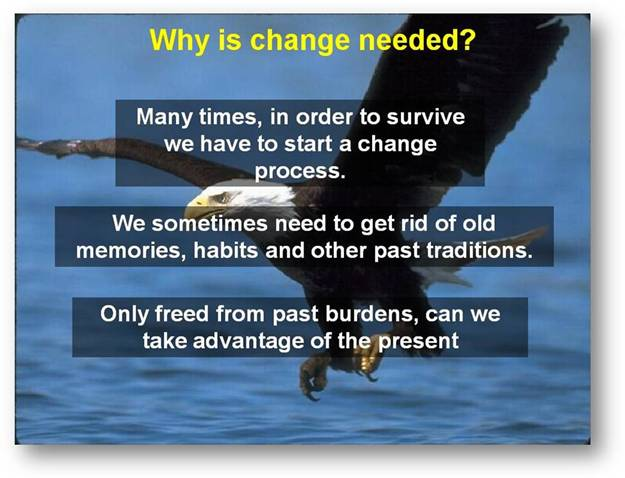 Why is change needed?
Many times, in order to survive
we have to start a change
process.
We sometimes need to get rid of old
memories, habits and other past traditions.
Only freed from past burdens, can we
take advantage of the present